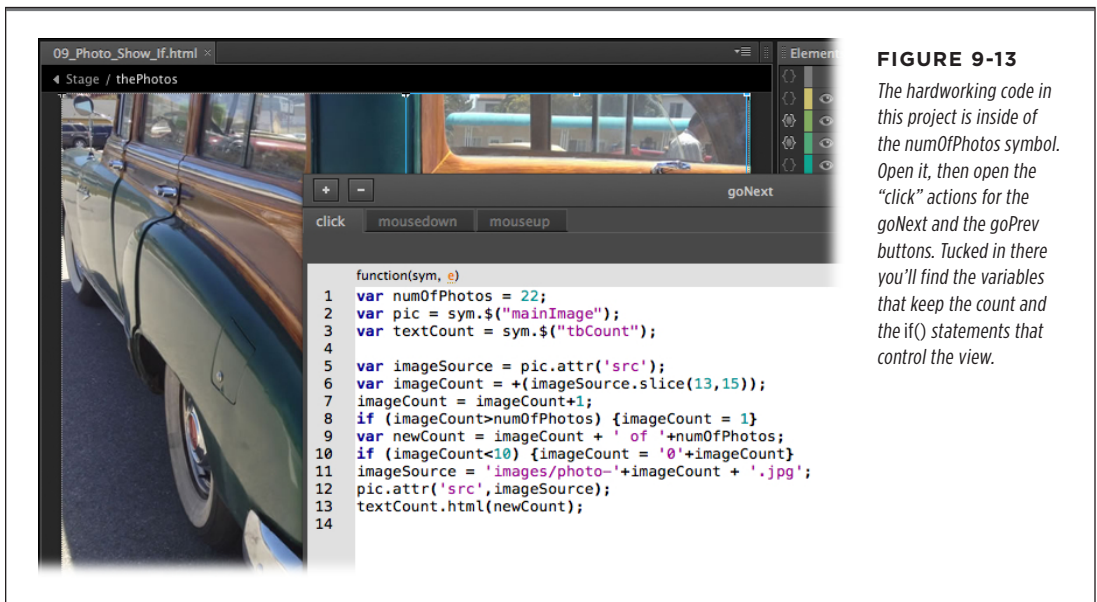 09_Photo_Show_If.html ×
Stage / thePhotos
Elemen
goNext
click mousedown mouseup
function(sym, e)
1 var numOfPhotos = 22;
2 var pic = sym.$("mainImage");
3 var textCount = sym.$("tbCount");
4
5 var imageSource = pic.attr('src');
6 var imageCount = +(imageSource.slice(13,15));
7 imageCount = imageCount+1;
8 if (imageCount>numOfPhotos) {imageCount = 1}
9 var newCount = imageCount + ' of '+numOfPhotos;
10 if (imageCount<10) {imageCount = '0'+imageCount}
11 imageSource = 'images/photo-'+imageCount + '.jpg';
12 pic.attr('src',imageSource);
13 textCount.html(newCount);
14
FIGURE 9-13
The hardworking code in
this project is inside of
the numOfPhotos symbol.
Open it, then open the
“click” actions for the
goNext and the goPrev
buttons. Tucked in there
you’ll find the variables
that keep the count and
the if() statements that
control the view.